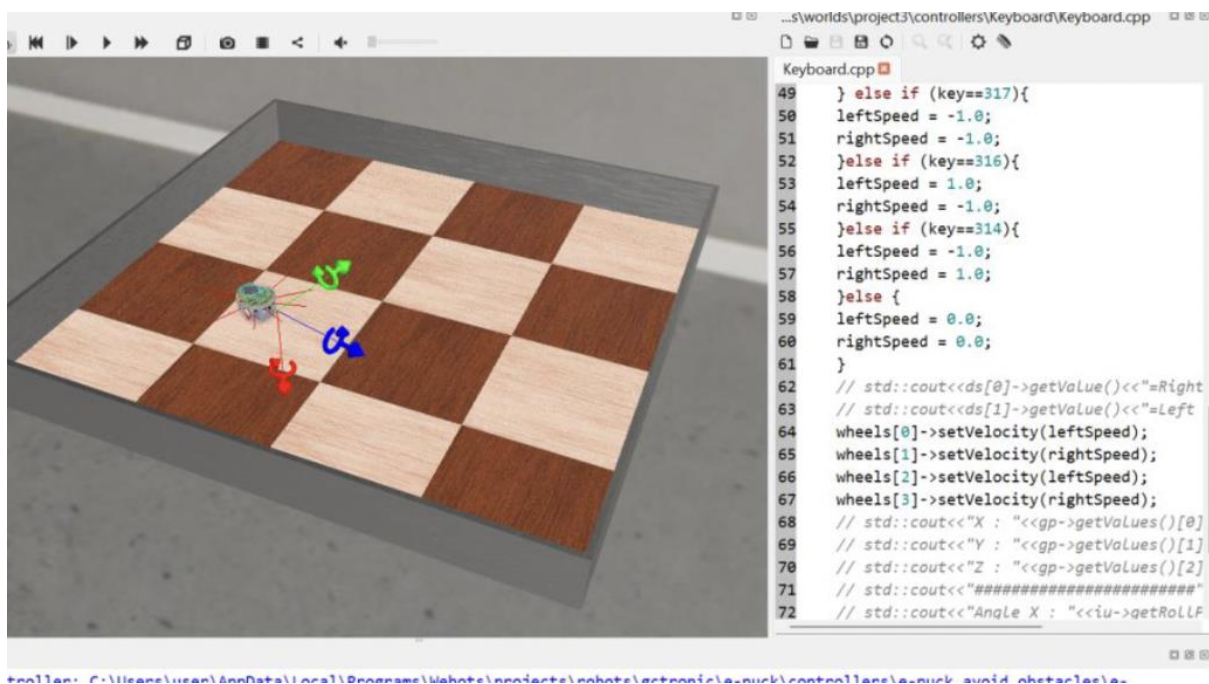 ...s\worlds\project3\controllers\Keyboard\Keyboard.cpp
Keyboard.cpp
49 } else if (key==317){
50 leftSpeed = -1.0;
51 rightSpeed = -1.0;
52 }else if (key==316){
53 leftSpeed = 1.0;
54 rightSpeed = -1.0;
55 }else if (key==314){
56 leftSpeed = -1.0;
57 rightSpeed = 1.0;
58 }else {
59 leftSpeed = 0.0;
60 rightSpeed = 0.0;
61 }
62 // std::cout<<ds[0]->getValue()<<"=Right
63 // std::cout<<ds[1]->getValue()<<"=Left
64 wheels[0]->setVelocity(leftSpeed);
65 wheels[1]->setVelocity(rightSpeed);
66 wheels[2]->setVelocity(leftSpeed);
67 wheels[3]->setVelocity(rightSpeed);
68 // std::cout<<"X : "<<gp->getValues()[0]
69 // std::cout<<"Y : "<<gp->getValues()[1]
70 // std::cout<<"Z : "<<gp->getValues()[2]
71 // std::cout<<"########################"
72 // std::cout<<"Angle X : "<<iu->getRollP
troller: C:\Users\user\AppData\Local\Programs\Webots\projects\robots\gctronic\e-puck\controllers\e-puck_avoid_obstacles\e-